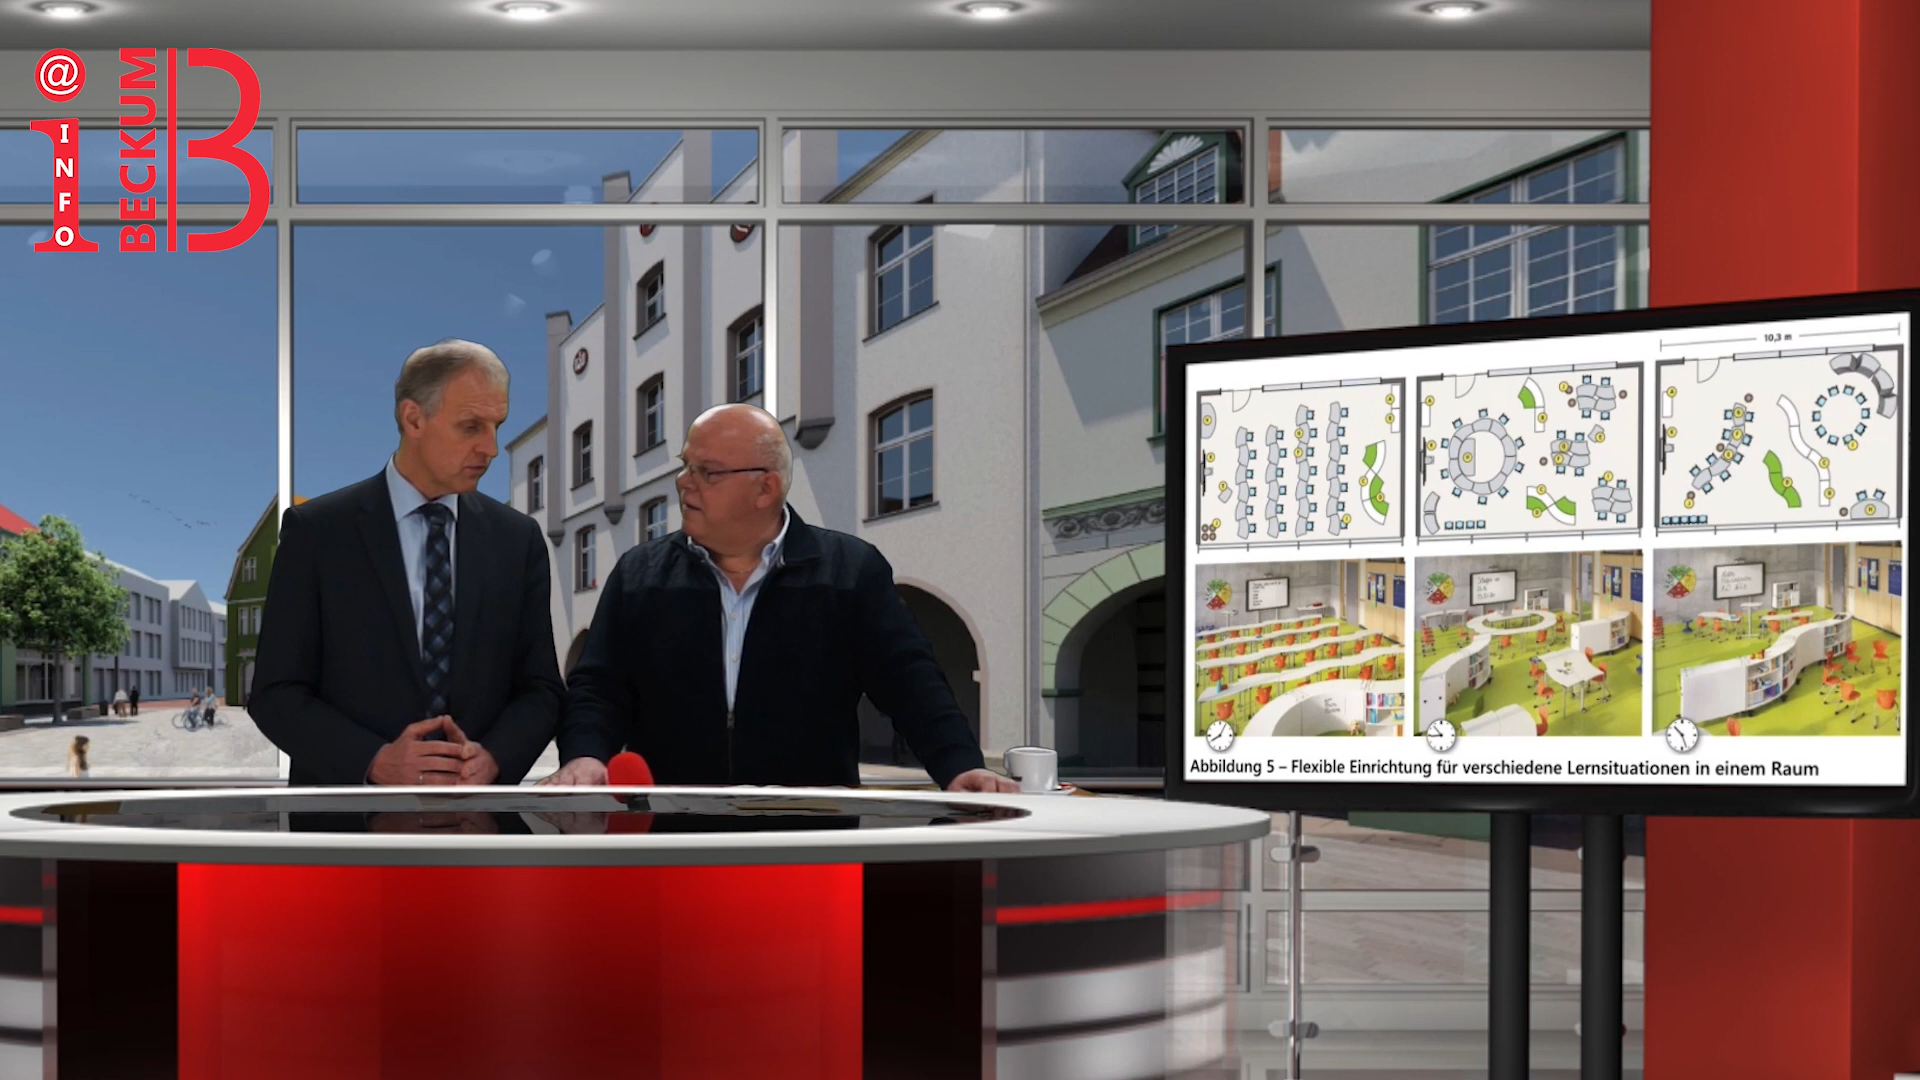 @
INFO
BECKUM
B
10,3 m
Abbildung 5 – Flexible Einrichtung für verschiedene Lernsituationen in einem Raum